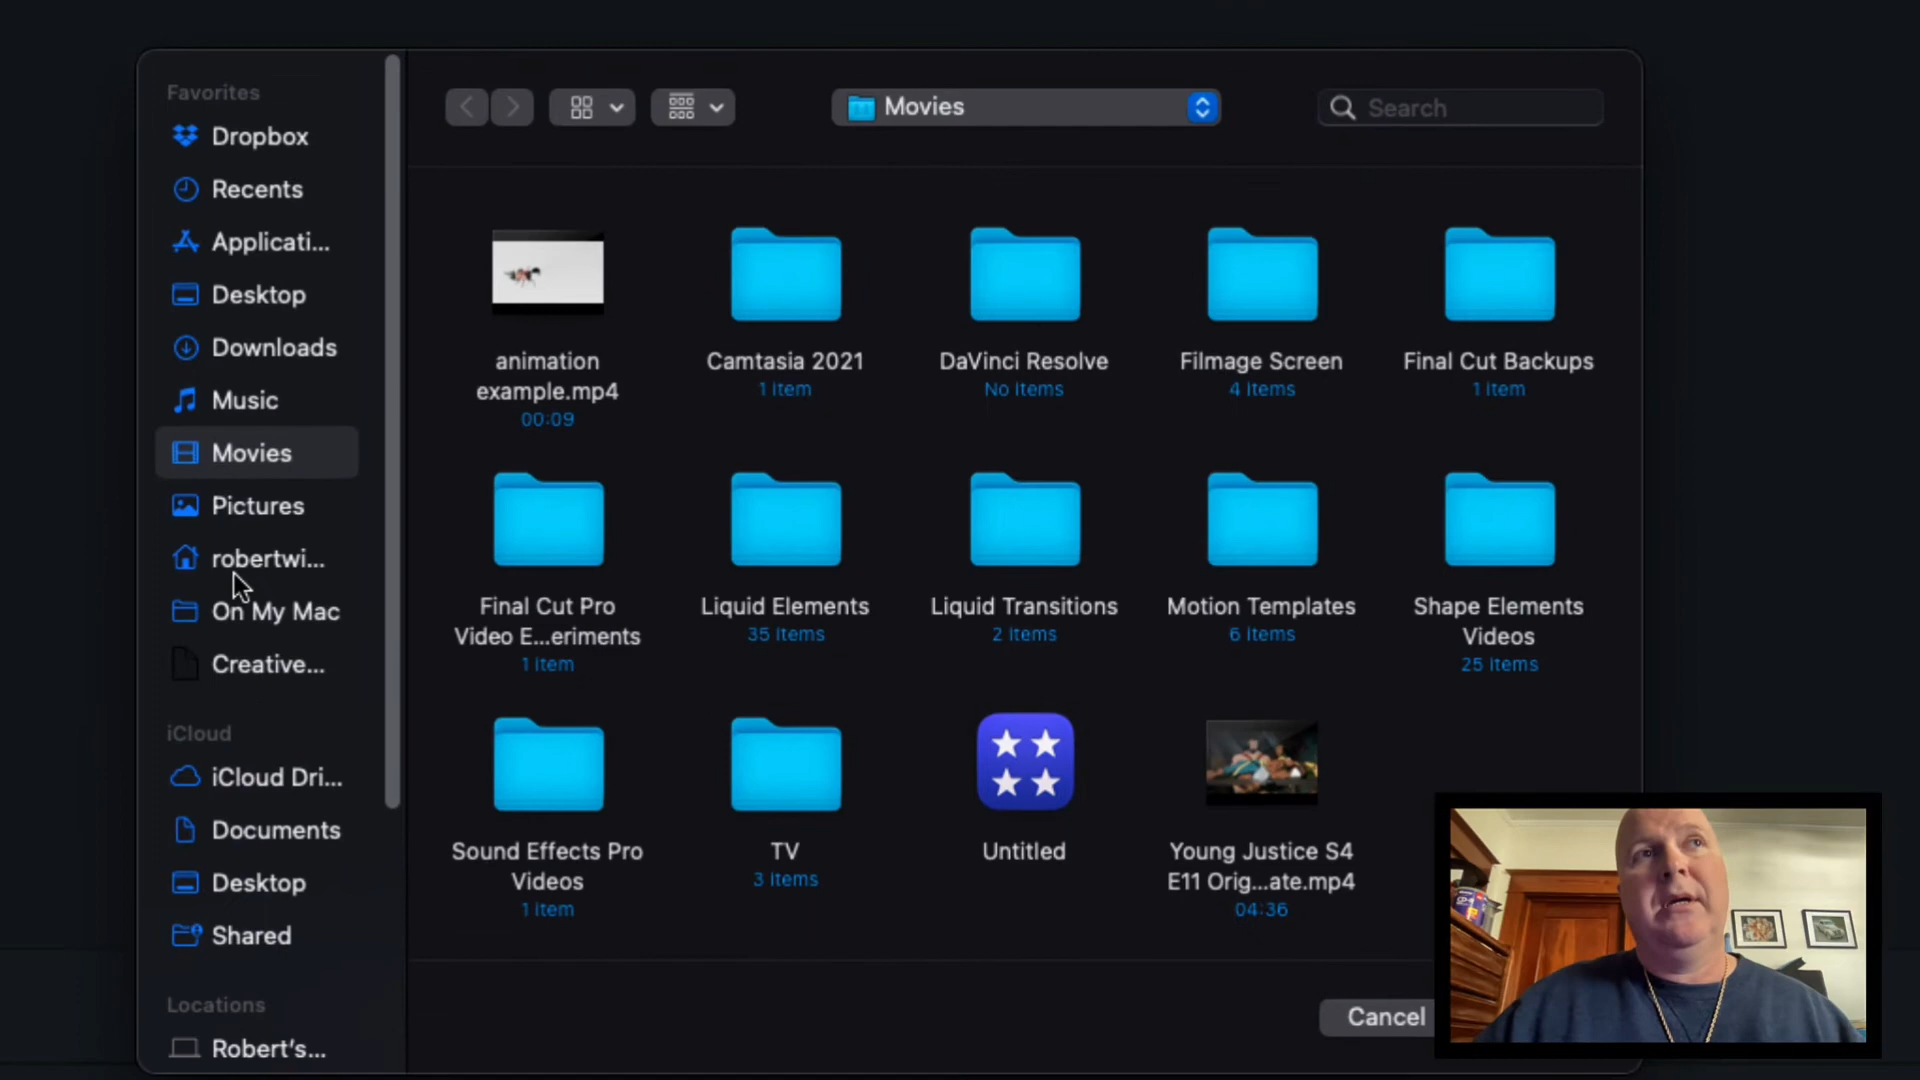 Favorites
Dropbox
Recents
Applicati...
Desktop
Downloads
Music
Movies
Pictures
robertwi...
On My Mac
Creative...
iCloud
iCloud Dri...
Documents
Desktop
Shared
Locations
Robert's...
Movies
Search
animation
example.mp4
00:09
Camtasia 2021
1 item
DaVinci Resolve
No items
Filmage Screen
4 items
Final Cut Backups
1 item
Final Cut Pro
Video E...eriments
1 item
Liquid Elements
35 items
Liquid Transitions
2 items
Motion Templates
6 items
Shape Elements
Videos
25 items
Sound Effects Pro
Videos
1 item
TV
3 items
Untitled
Young Justice S4
E11 Orig...ate.mp4
04:36
Cancel